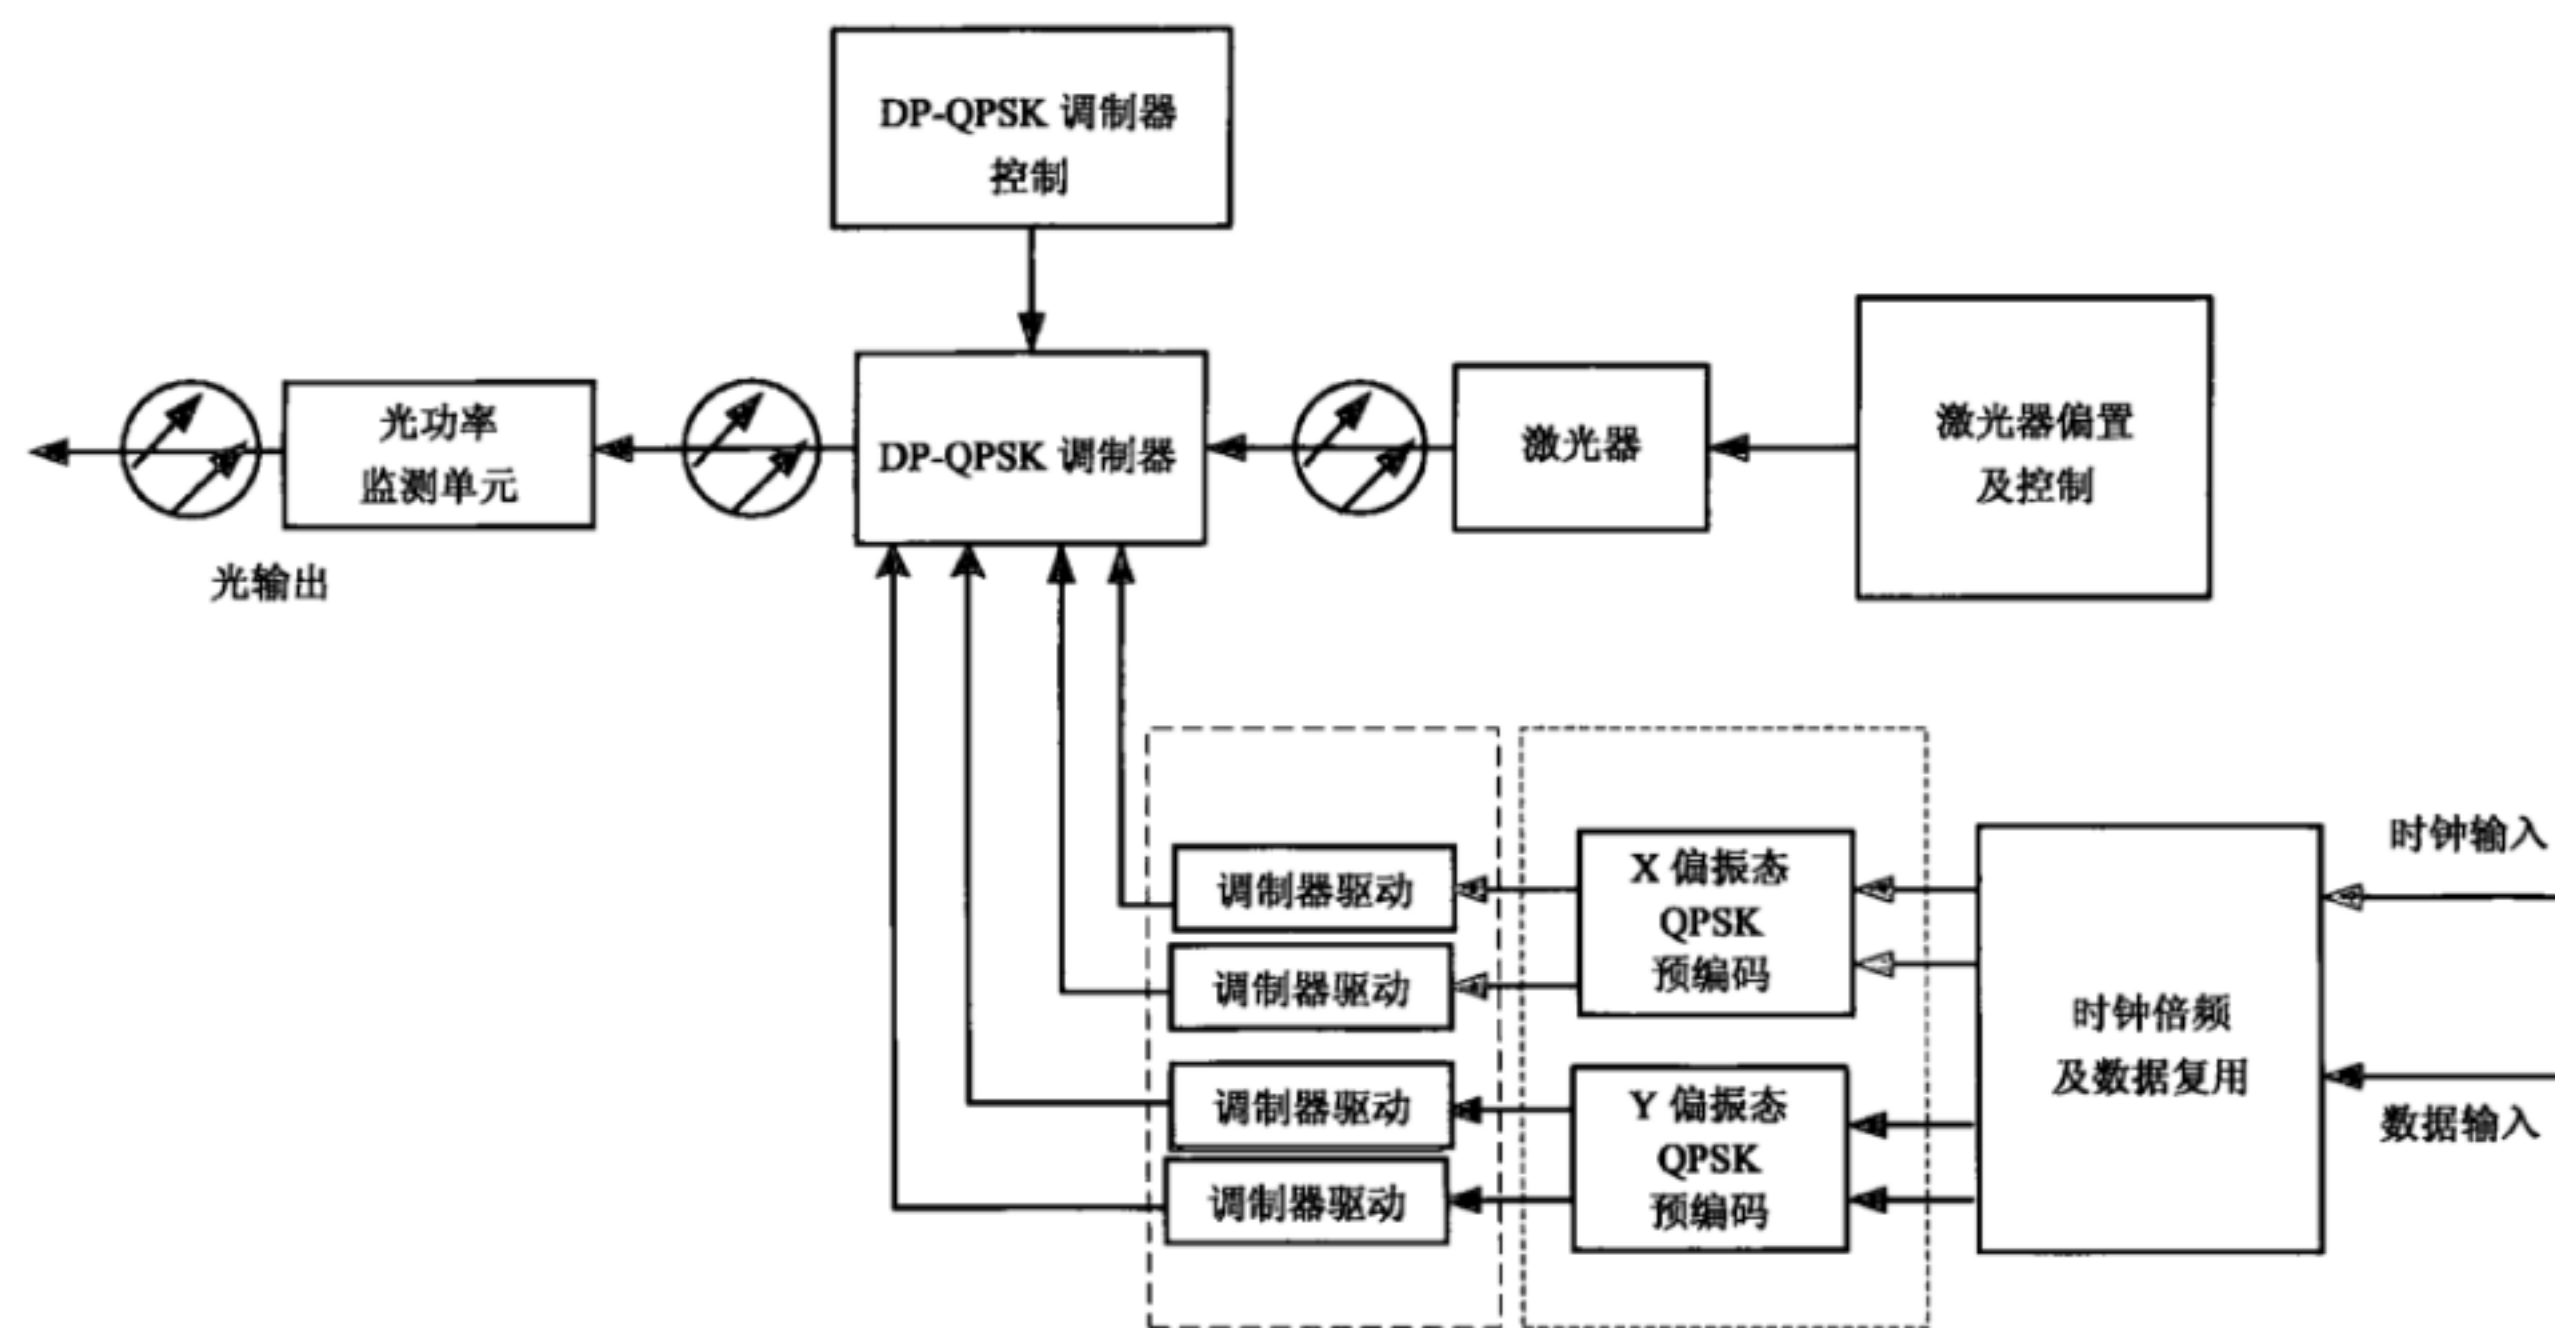 DP-QPSK 调制器
控制
光功率
监测单元
DP-QPSK 调制器
激光器
激光器偏置
及控制
光输出
调制器驱动
调制器驱动
调制器驱动
调制器驱动
X 偏振态
QPSK
预编码
Y 偏振态
QPSK
预编码
时钟倍频
及数据复用
时钟输入
数据输入